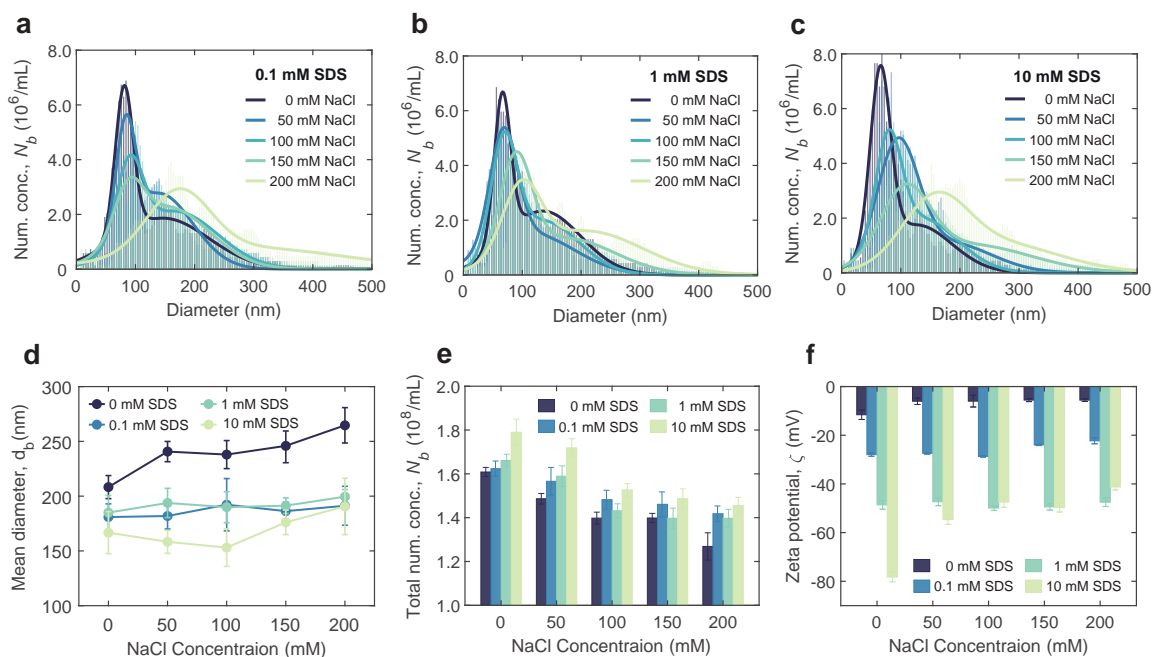 a
8.0
6.0
4.0
2.0
0
Num. conc., N_b (10^6/mL)
0.1 mM SDS
0 mM NaCl
50 mM NaCl
100 mM NaCl
150 mM NaCl
200 mM NaCl
0 100 200 300 400 500
Diameter (nm)
b
8.0
6.0
4.0
2.0
0
Num. conc., N_b (10^6/mL)
1 mM SDS
0 mM NaCl
50 mM NaCl
100 mM NaCl
150 mM NaCl
200 mM NaCl
0 100 200 300 400 500
Diameter (nm)
c
8.0
6.0
4.0
2.0
0
Num. conc., N_b (10^6/mL)
10 mM SDS
0 mM NaCl
50 mM NaCl
100 mM NaCl
150 mM NaCl
200 mM NaCl
0 100 200 300 400 500
Diameter (nm)
d
300
250
200
150
100
Mean diameter, d_b (nm)
0 mM SDS 1 mM SDS
0.1 mM SDS 10 mM SDS
0 50 100 150 200
NaCl Concentraion (mM)
e
2.0
1.8
1.6
1.4
1.2
1.0
Total num. conc., N_b (10^8/mL)
0 mM SDS 1 mM SDS
0.1 mM SDS 10 mM SDS
0 50 100 150 200
NaCl Concentraion (mM)
f
0
-20
-40
-60
-80
Zeta potential, ζ (mV)
0 mM SDS 1 mM SDS
0.1 mM SDS 10 mM SDS
0 50 100 150 200
NaCl Concentraion (mM)